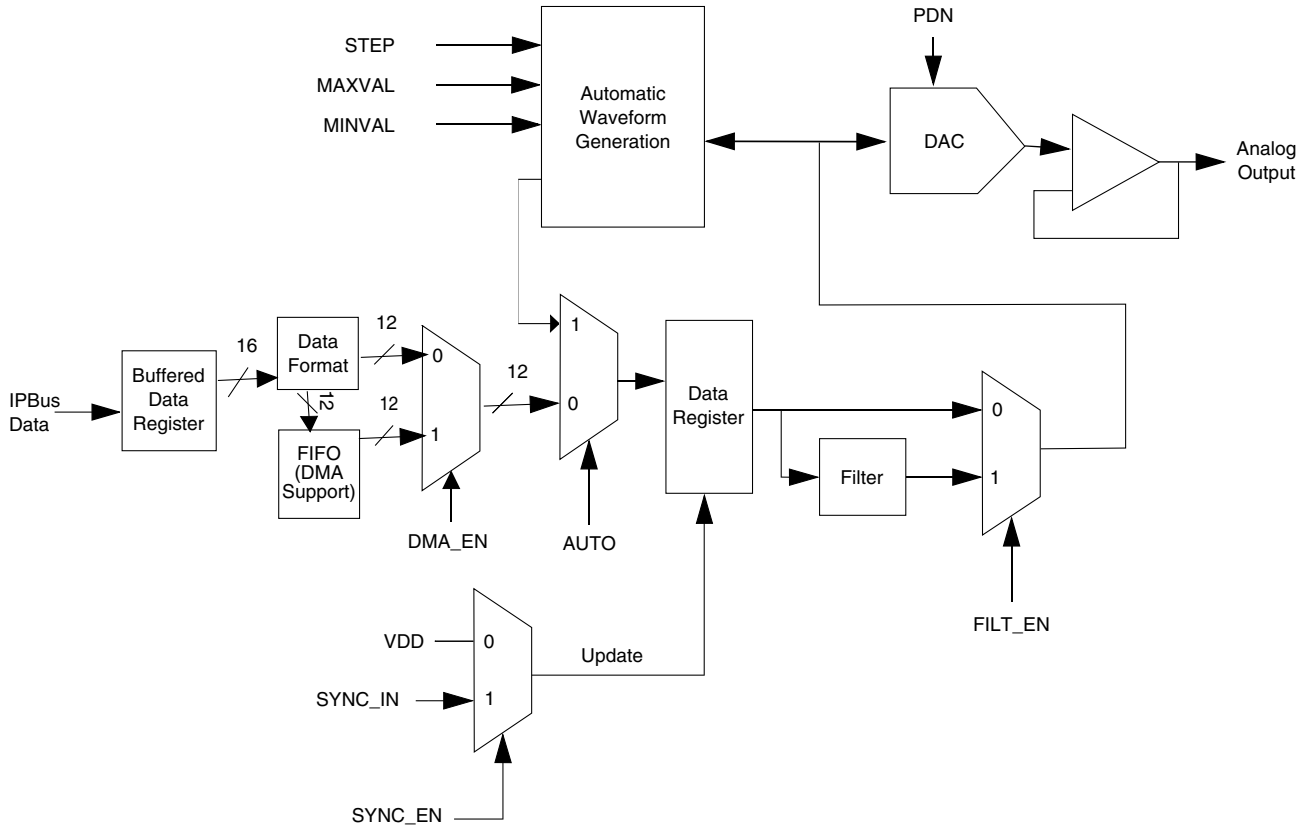 PDN
STEP
MAXVAL
MINVAL
Automatic
Waveform
Generation
DAC
Analog
Output
IPBus
Data
Buffered
Data
Register
16
Data
Format
12
12
FIFO
(DMA
Support)
12
0
1
DMA_EN
12
1
0
AUTO
Data
Register
Filter
0
1
FILT_EN
VDD
SYNC_IN
0
1
Update
SYNC_EN